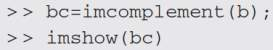 >> bc=imcomplement(b);
>> imshow(bc)